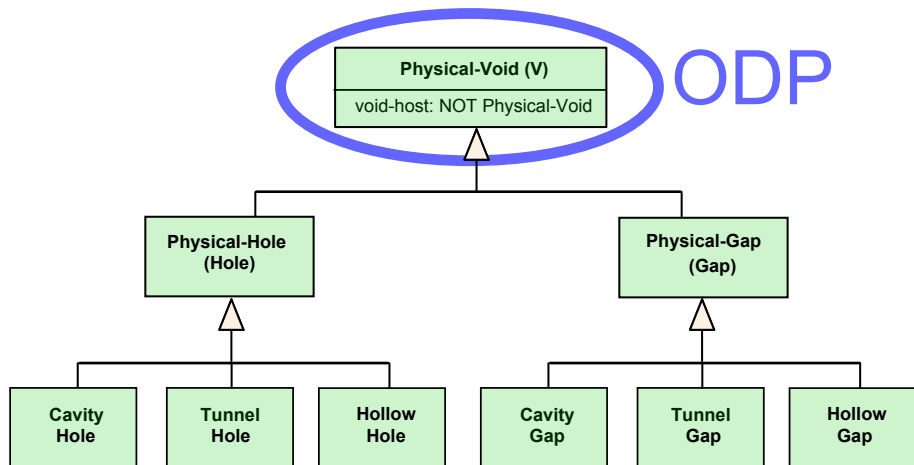 Physical-Void (V)
ODP
void-host: NOT Physical-Void
Physical-Hole
(Hole)
Physical-Gap
(Gap)
Cavity
Hole
Tunnel
Hole
Hollow
Hole
Cavity
Gap
Tunnel
Gap
Hollow
Gap